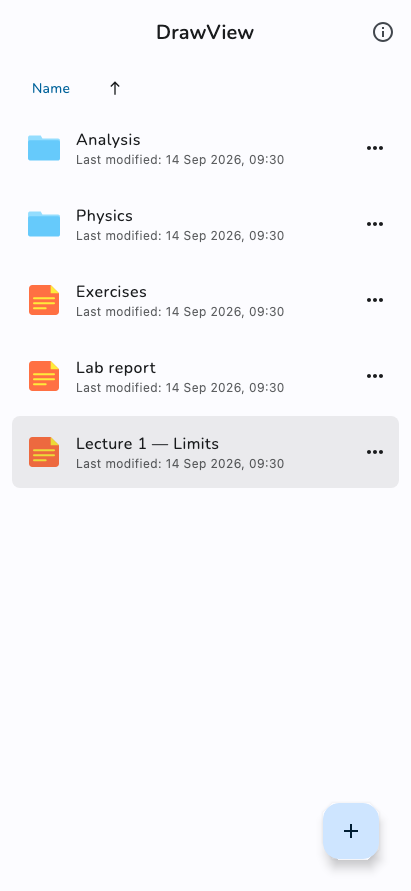 DrawView
Name
Analysis
Last modified: 14 Sep 2026, 09:30
Physics
Last modified: 14 Sep 2026, 09:30
Exercises
Last modified: 14 Sep 2026, 09:30
Lab report
Last modified: 14 Sep 2026, 09:30
Lecture 1 — Limits
Last modified: 14 Sep 2026, 09:30